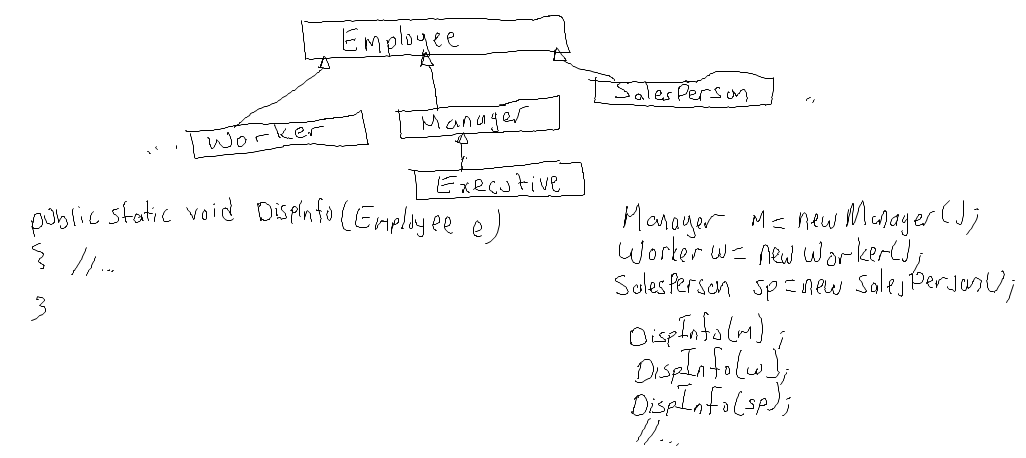 Employee
SalesPerson
..
Manager
Worker
.. ..
Executive
public static void DispInfo(Employee e)
{ //...
}
Manager m = new Manager();
Worker w = new Worker();
SalesPerson sp = new SalesPerson();
DispInfo(m);
DispInfo(w);
DispInfo(sp);
//...